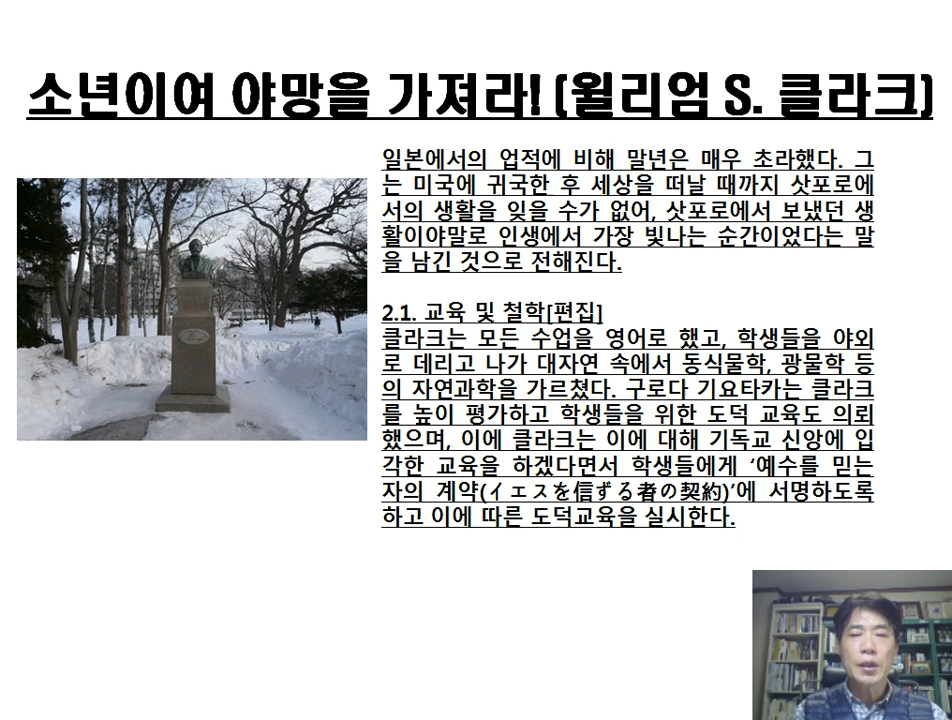 소년이여 야망을 가져라! (윌리엄 S. 클라크)
일본에서의 업적에 비해 말년은 매우 초라했다. 그
는 미국에 귀국한 후 세상을 떠날 때까지 삿포로에
서의 생활을 잊을 수가 없어, 삿포로에서 보냈던 생
활이야말로 인생에서 가장 빛나는 순간이었다는 말
을 남긴 것으로 전해진다.
2.1. 교육 및 철학[편집]
클라크는 모든 수업을 영어로 했고, 학생들을 야외
로 데리고 나가 대자연 속에서 동식물학, 광물학 등
의 자연과학을 가르쳤다. 구로다 기요타카는 클라크
를 높이 평가하고 학생들을 위한 도덕 교육도 의뢰
했으며, 이에 클라크는 이에 대해 기독교 신앙에 입
각한 교육을 하겠다면서 학생들에게 ‘예수를 믿는
자의 계약(イエスを信ずる者の契約)’에 서명하도록
하고 이에 따른 도덕교육을 실시한다.